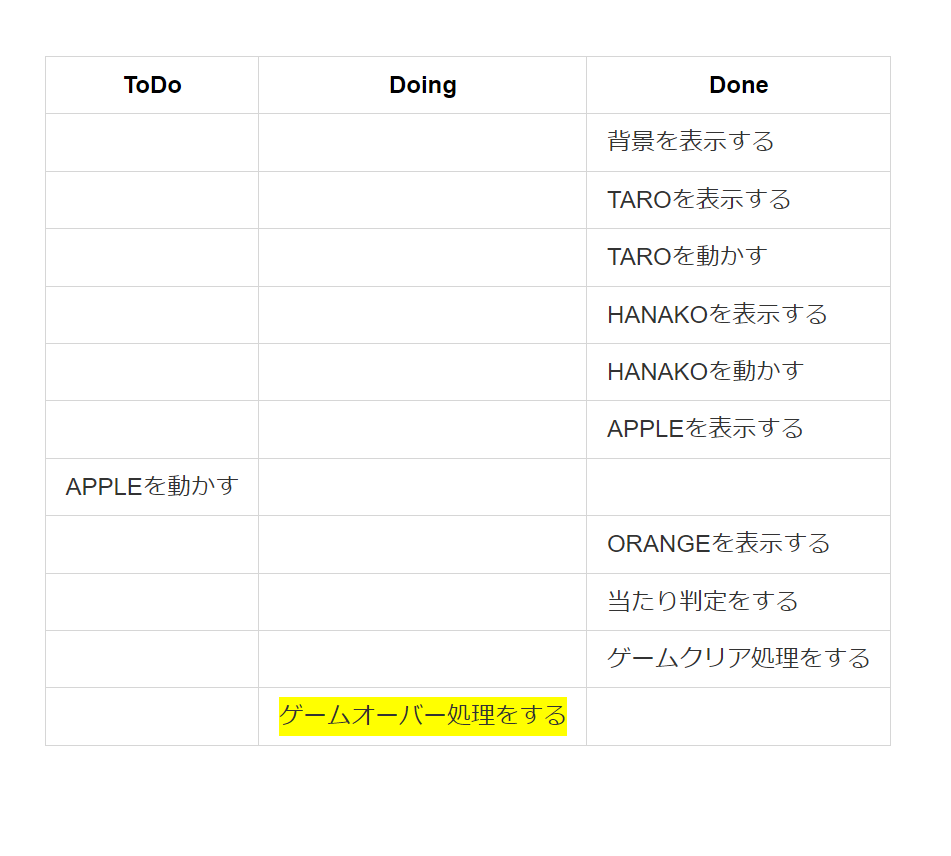 ToDo Doing Done
背景を表示する
TAROを表示する
TAROを動かす
HANAKOを表示する
HANAKOを動かす
APPLEを表示する
APPLEを動かす
ORANGEを表示する
当たり判定をする
ゲームクリア処理をする
ゲームオーバー処理をする